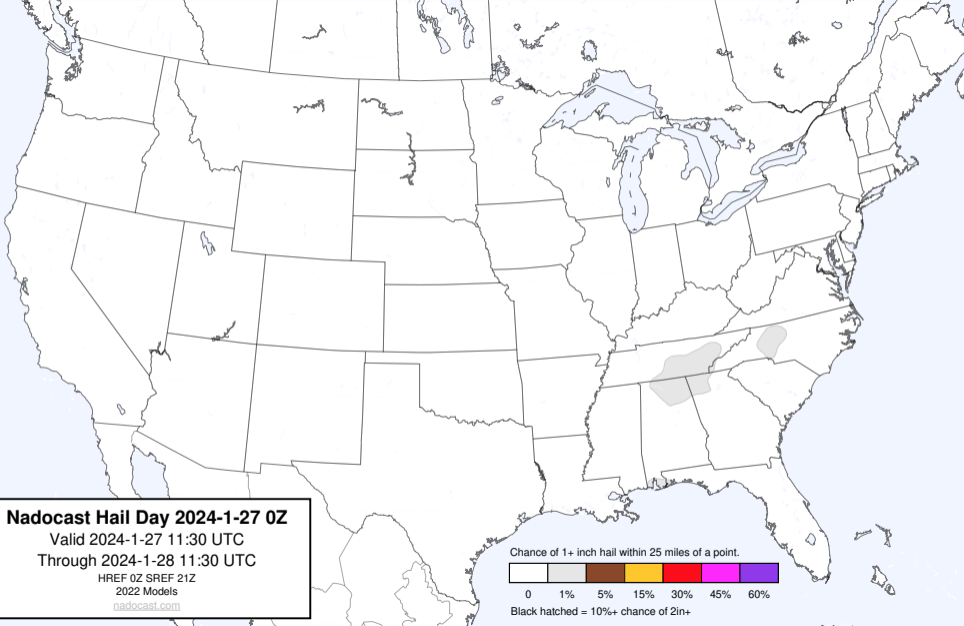 Nadocast Hail Day 2024-1-27 0Z
Valid 2024-1-27 11:30 UTC
Through 2024-1-28 11:30 UTC
HREF 0Z SREF 21Z
2022 Models
nadocast.com
Chance of 1+ inch hail within 25 miles of a point.
0 1% 5% 15% 30% 45% 60%
Black hatched = 10%+ chance of 2in+